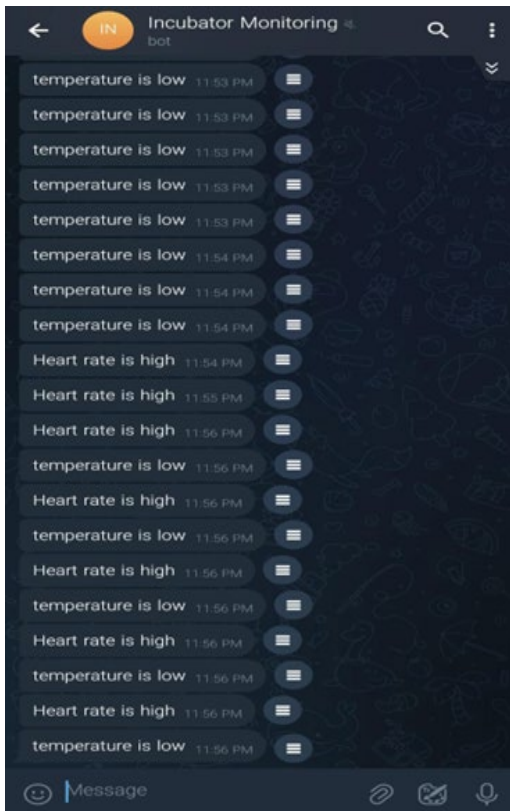 IN
Incubator Monitoring
bot
temperature is low 11:53 PM
temperature is low 11:53 PM
temperature is low 11:53 PM
temperature is low 11:53 PM
temperature is low 11:53 PM
temperature is low 11:54 PM
temperature is low 11:54 PM
temperature is low 11:54 PM
Heart rate is high 11:54 PM
Heart rate is high 11:55 PM
Heart rate is high 11:56 PM
temperature is low 11:56 PM
Heart rate is high 11:56 PM
temperature is low 11:56 PM
Heart rate is high 11:56 PM
temperature is low 11:56 PM
Heart rate is high 11:56 PM
temperature is low 11:56 PM
Heart rate is high 11:56 PM
temperature is low 11:56 PM
Message